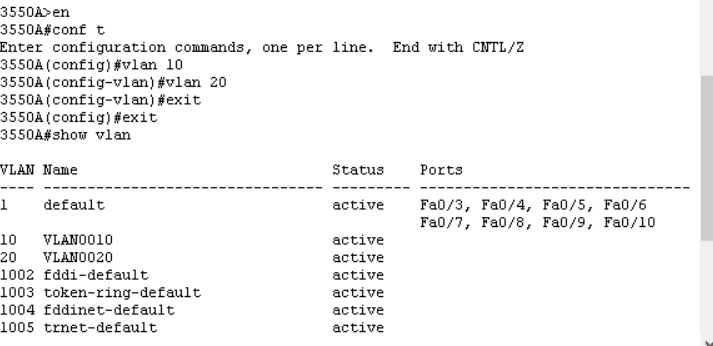 3550A>en
3550A#conf t
Enter configuration commands, one per line.  End with CNTL/Z
3550A(config)#vlan 10
3550A(config-vlan)#vlan 20
3550A(config-vlan)#exit
3550A(config)#exit
3550A#show vlan
VLAN Name                             Status    Ports
---- -------------------------------- --------- -------------------------------
1    default                          active    Fa0/3, Fa0/4, Fa0/5, Fa0/6
                                                Fa0/7, Fa0/8, Fa0/9, Fa0/10
10   VLAN0010                         active
20   VLAN0020                         active
1002 fddi-default                     active
1003 token-ring-default               active
1004 fddinet-default                  active
1005 trnet-default                    active